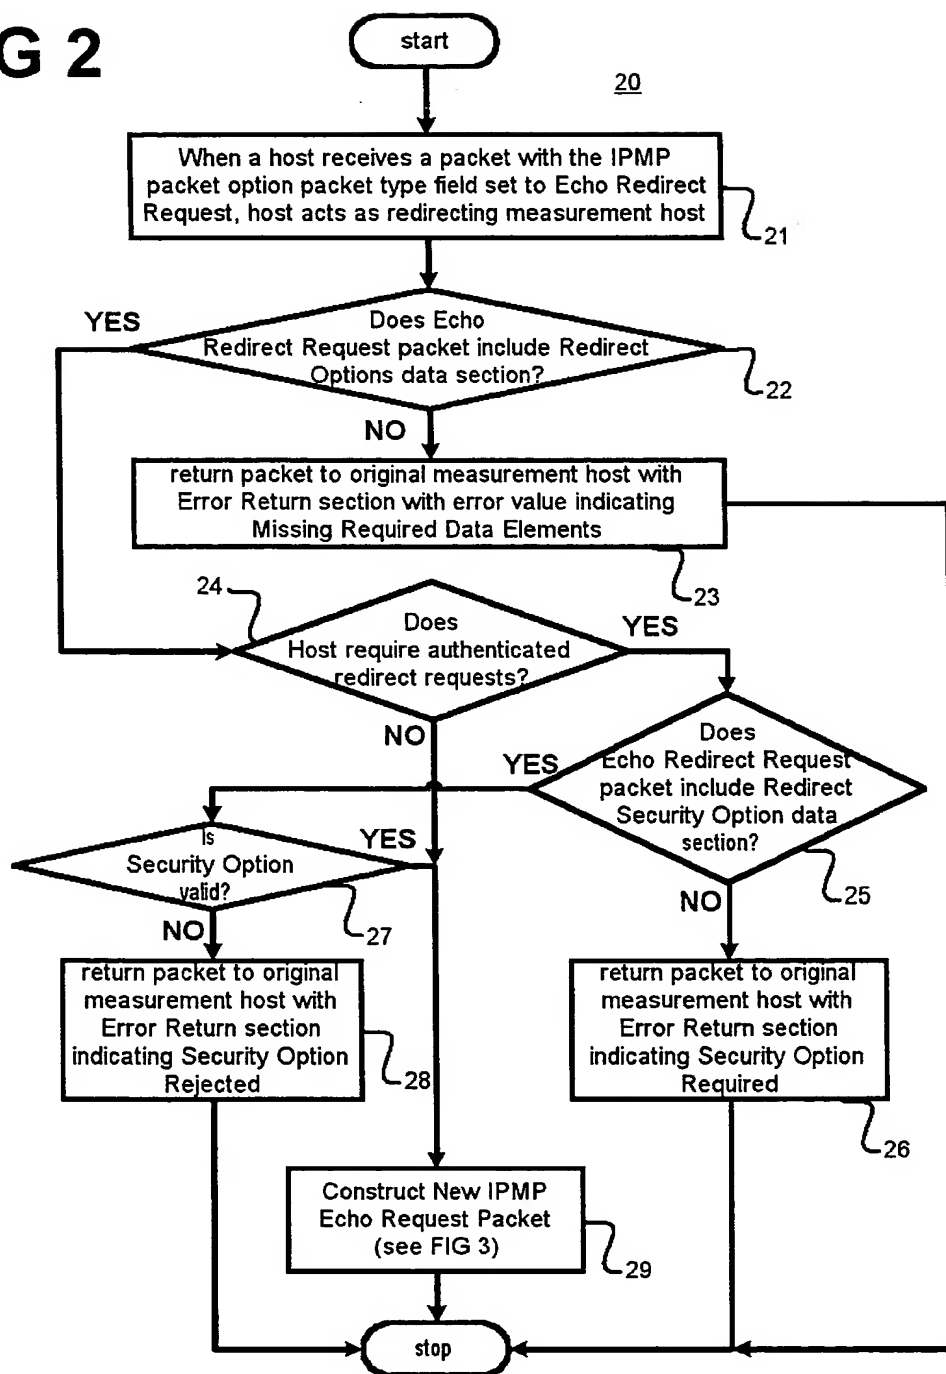 G 2
start
20
When a host receives a packet with the IPMP
packet option packet type field set to Echo Redirect
Request, host acts as redirecting measurement host
21
YES
Does Echo
Redirect Request packet include Redirect
Options data section?
22
NO
return packet to original measurement host with
Error Return section with error value indicating
Missing Required Data Elements
23
24
Does
Host require authenticated
redirect requests?
YES
NO
Does
Echo Redirect Request
packet include Redirect
Security Option data
section?
YES
25
NO
Is
Security Option
valid?
YES
27
NO
return packet to original
measurement host with
Error Return section
indicating Security Option
Rejected
28
return packet to original
measurement host with
Error Return section
indicating Security Option
Required
26
Construct New IPMP
Echo Request Packet
(see FIG 3)
29
stop